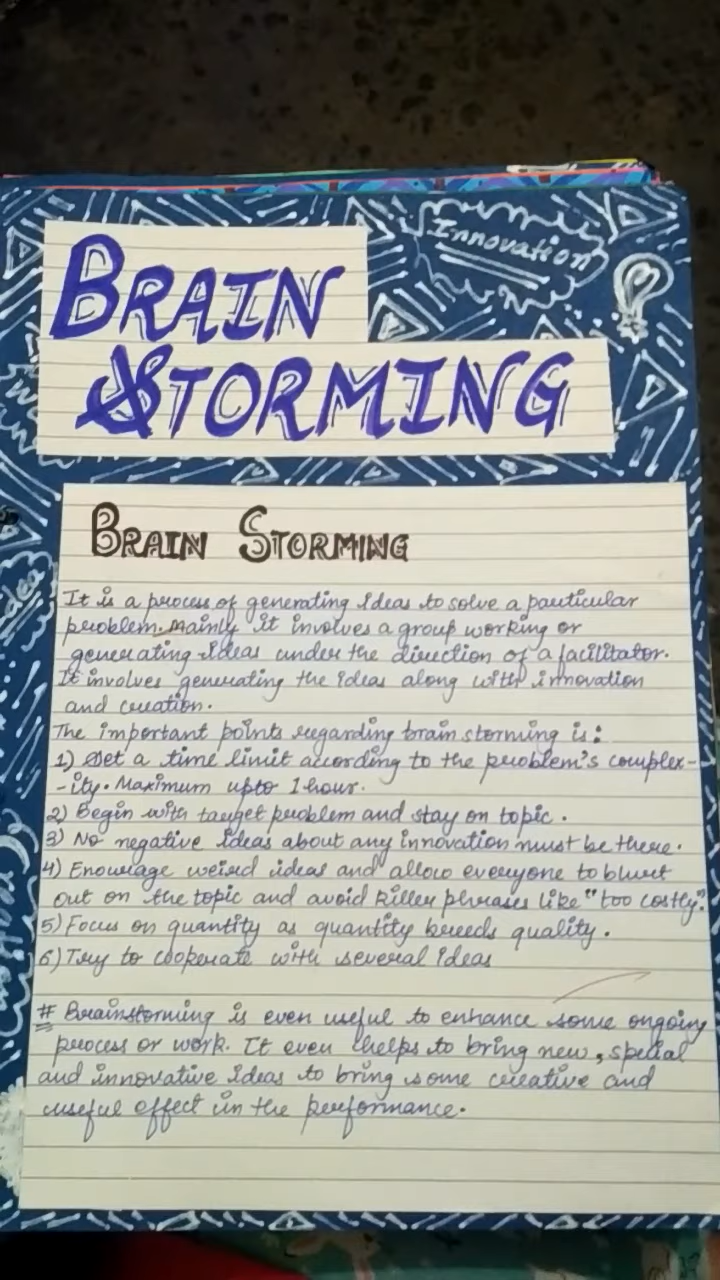 Innovation
BRAIN
STORMING
BRAIN STORMING
It is a process of generating ideas to solve a particular
problem. Mainly it involves a group working or
generating ideas under the direction of a facilitator.
It involves generating the ideas along with innovation
and creation.
The important points regarding brain storming is:
1) Set a time limit according to the problem's complex-
-ity. Maximum upto 1 hour.
2) Begin with target problem and stay on topic.
3) No negative ideas about any innovation must be there.
4) Enourage weird ideas and allow everyone to blurt
out on the topic and avoid killer phrases like "too costly".
5) Focus on quantity as quantity breeds quality.
6) Try to cooperate with several ideas
# Brainstorming is even useful to enhance some ongoing
process or work. It even helps to bring new, special
and innovative ideas to bring some creative and
useful effect in the performance.